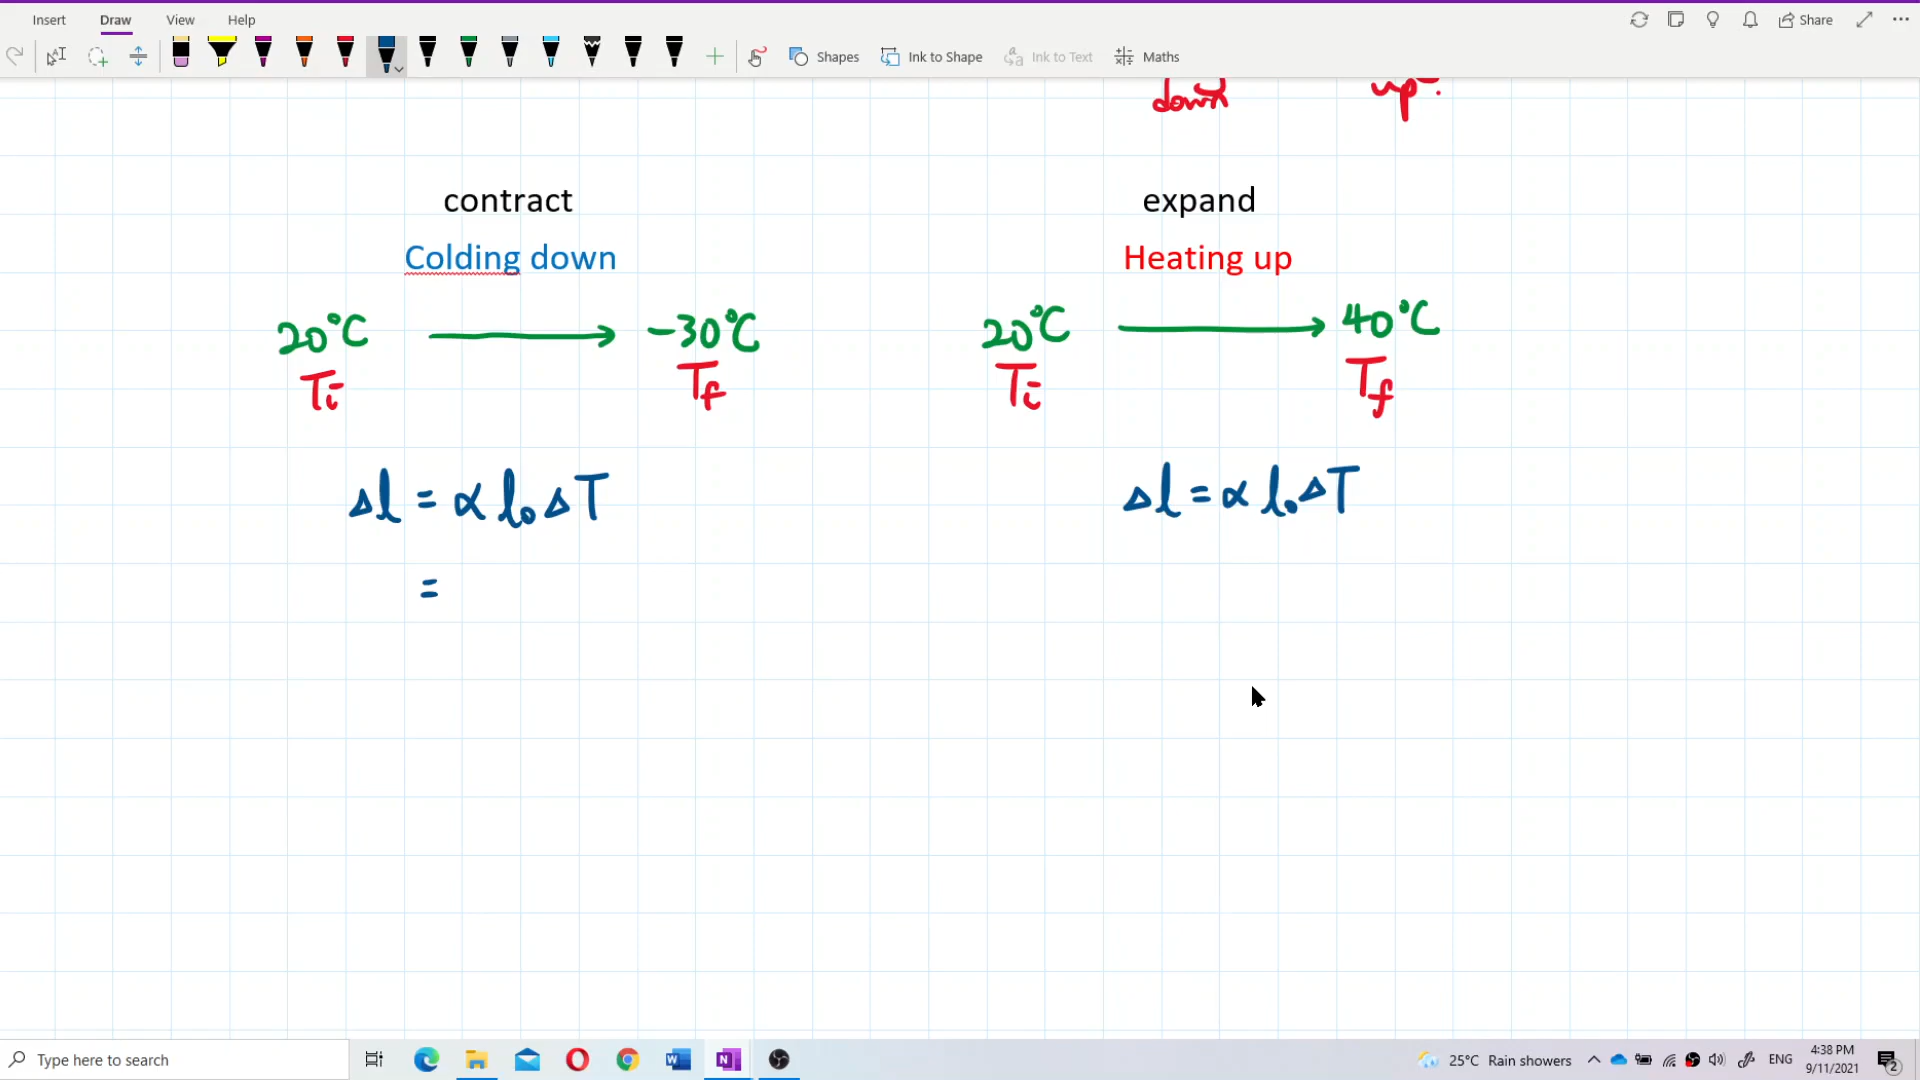 Insert Draw View Help
Share
Shapes Ink to Shape Ink to Text Maths
down up.
contract expand
Colding down Heating up
20°C → -30°C 20°C → 40°C
Ti Tf Ti Tf
Δl = α l₀ ΔT Δl = α l₀ ΔT
=
Type here to search
25°C Rain showers
ENG
4:38 PM
9/11/2021
2